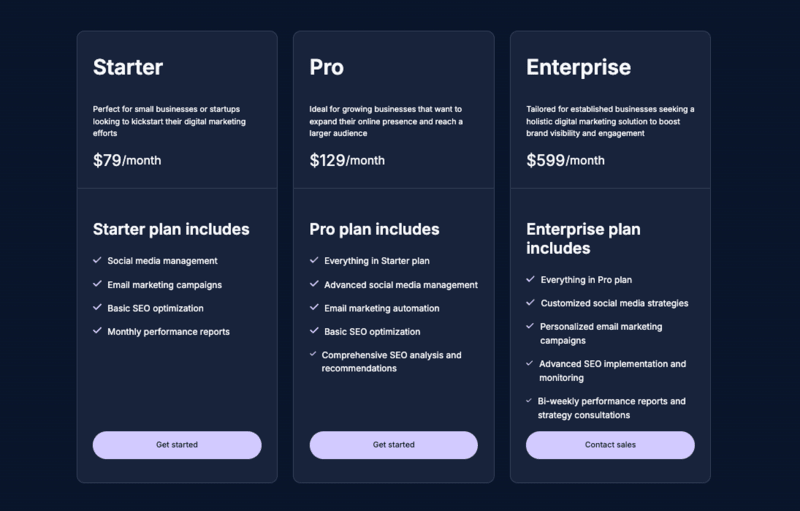 Starter
Perfect for small businesses or startups
looking to kickstart their digital marketing
efforts
$79/month
Starter plan includes
Social media management
Email marketing campaigns
Basic SEO optimization
Monthly performance reports
Get started
Pro
Ideal for growing businesses that want to
expand their online presence and reach a
larger audience
$129/month
Pro plan includes
Everything in Starter plan
Advanced social media management
Email marketing automation
Basic SEO optimization
Comprehensive SEO analysis and
recommendations
Get started
Enterprise
Tailored for established businesses seeking a
holistic digital marketing solution to boost
brand visibility and engagement
$599/month
Enterprise plan
includes
Everything in Pro plan
Customized social media strategies
Personalized email marketing
campaigns
Advanced SEO implementation and
monitoring
Bi-weekly performance reports and
strategy consultations
Contact sales